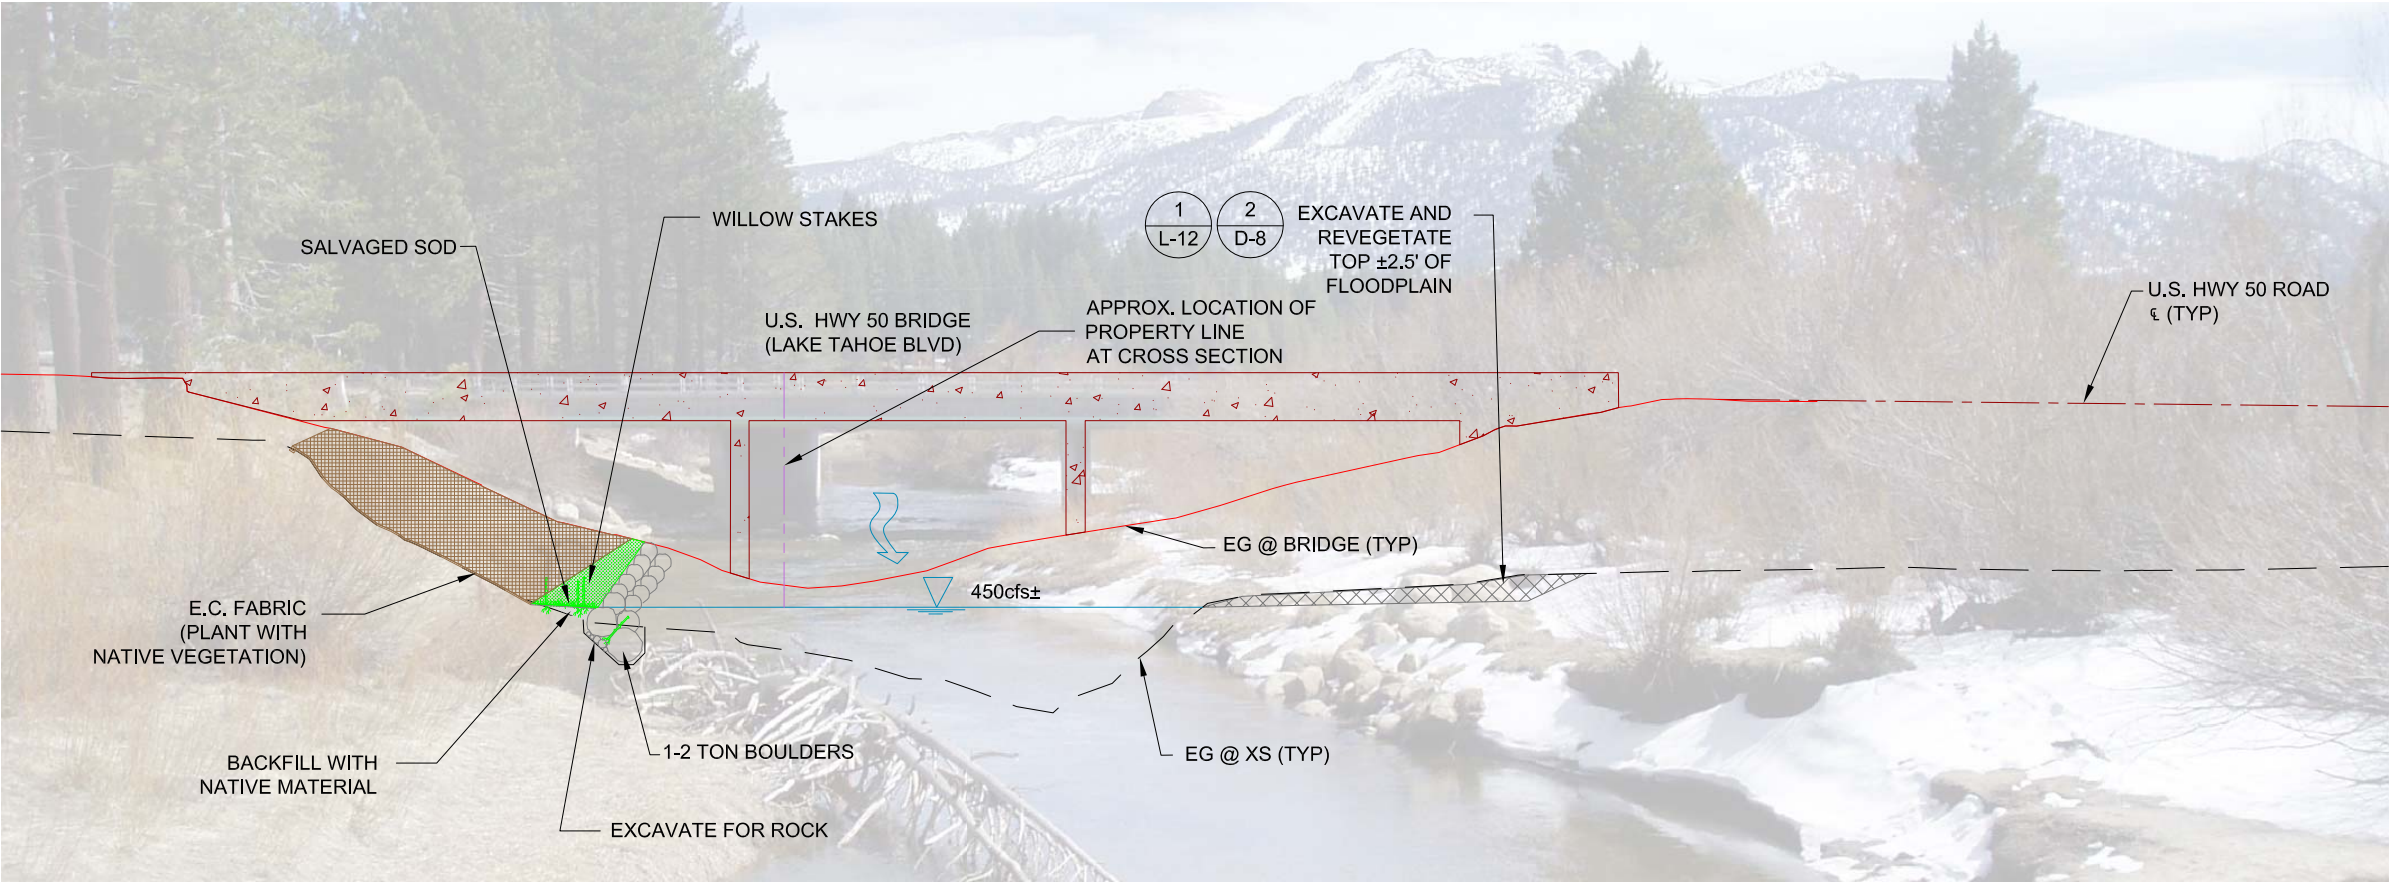 WILLOW STAKES
SALVAGED SOD
1
L-12
2
D-8
EXCAVATE AND
REVEGETATE
TOP ±2.5' OF
FLOODPLAIN
U.S. HWY 50 BRIDGE
(LAKE TAHOE BLVD)
APPROX. LOCATION OF
PROPERTY LINE
AT CROSS SECTION
U.S. HWY 50 ROAD
℄ (TYP)
EG @ BRIDGE (TYP)
450cfs±
E.C. FABRIC
(PLANT WITH
NATIVE VEGETATION)
BACKFILL WITH
NATIVE MATERIAL
1-2 TON BOULDERS
EG @ XS (TYP)
EXCAVATE FOR ROCK